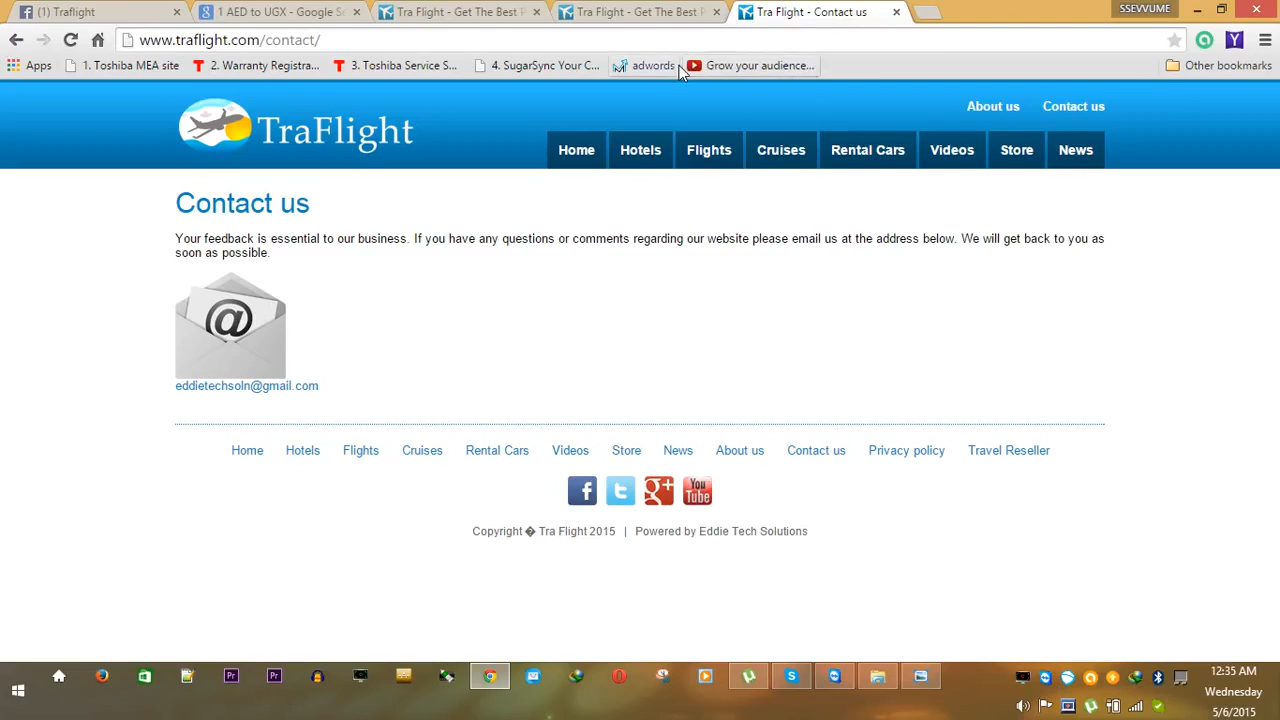 (1) Traflight
1 AED to UGX - Google S
Tra Flight - Get The Best P
Tra Flight - Get The Best P
Tra Flight - Contact us
SSEVVUME
www.traflight.com/contact/
Apps
1. Toshiba MEA site
2. Warranty Registra...
3. Toshiba Service S...
4. SugarSync Your C...
adwords
Grow your audience...
Other bookmarks
TraFlight
About us
Contact us
Home
Hotels
Flights
Cruises
Rental Cars
Videos
Store
News
Contact us
Your feedback is essential to our business. If you have any questions or comments regarding our website please email us at the address below. We will get back to you as
soon as possible.
@
eddietechsoln@gmail.com
Home Hotels Flights Cruises Rental Cars Videos Store News About us Contact us Privacy policy Travel Reseller
You
Tube
Copyright � Tra Flight 2015 | Powered by Eddie Tech Solutions
12:35 AM
Wednesday
5/6/2015